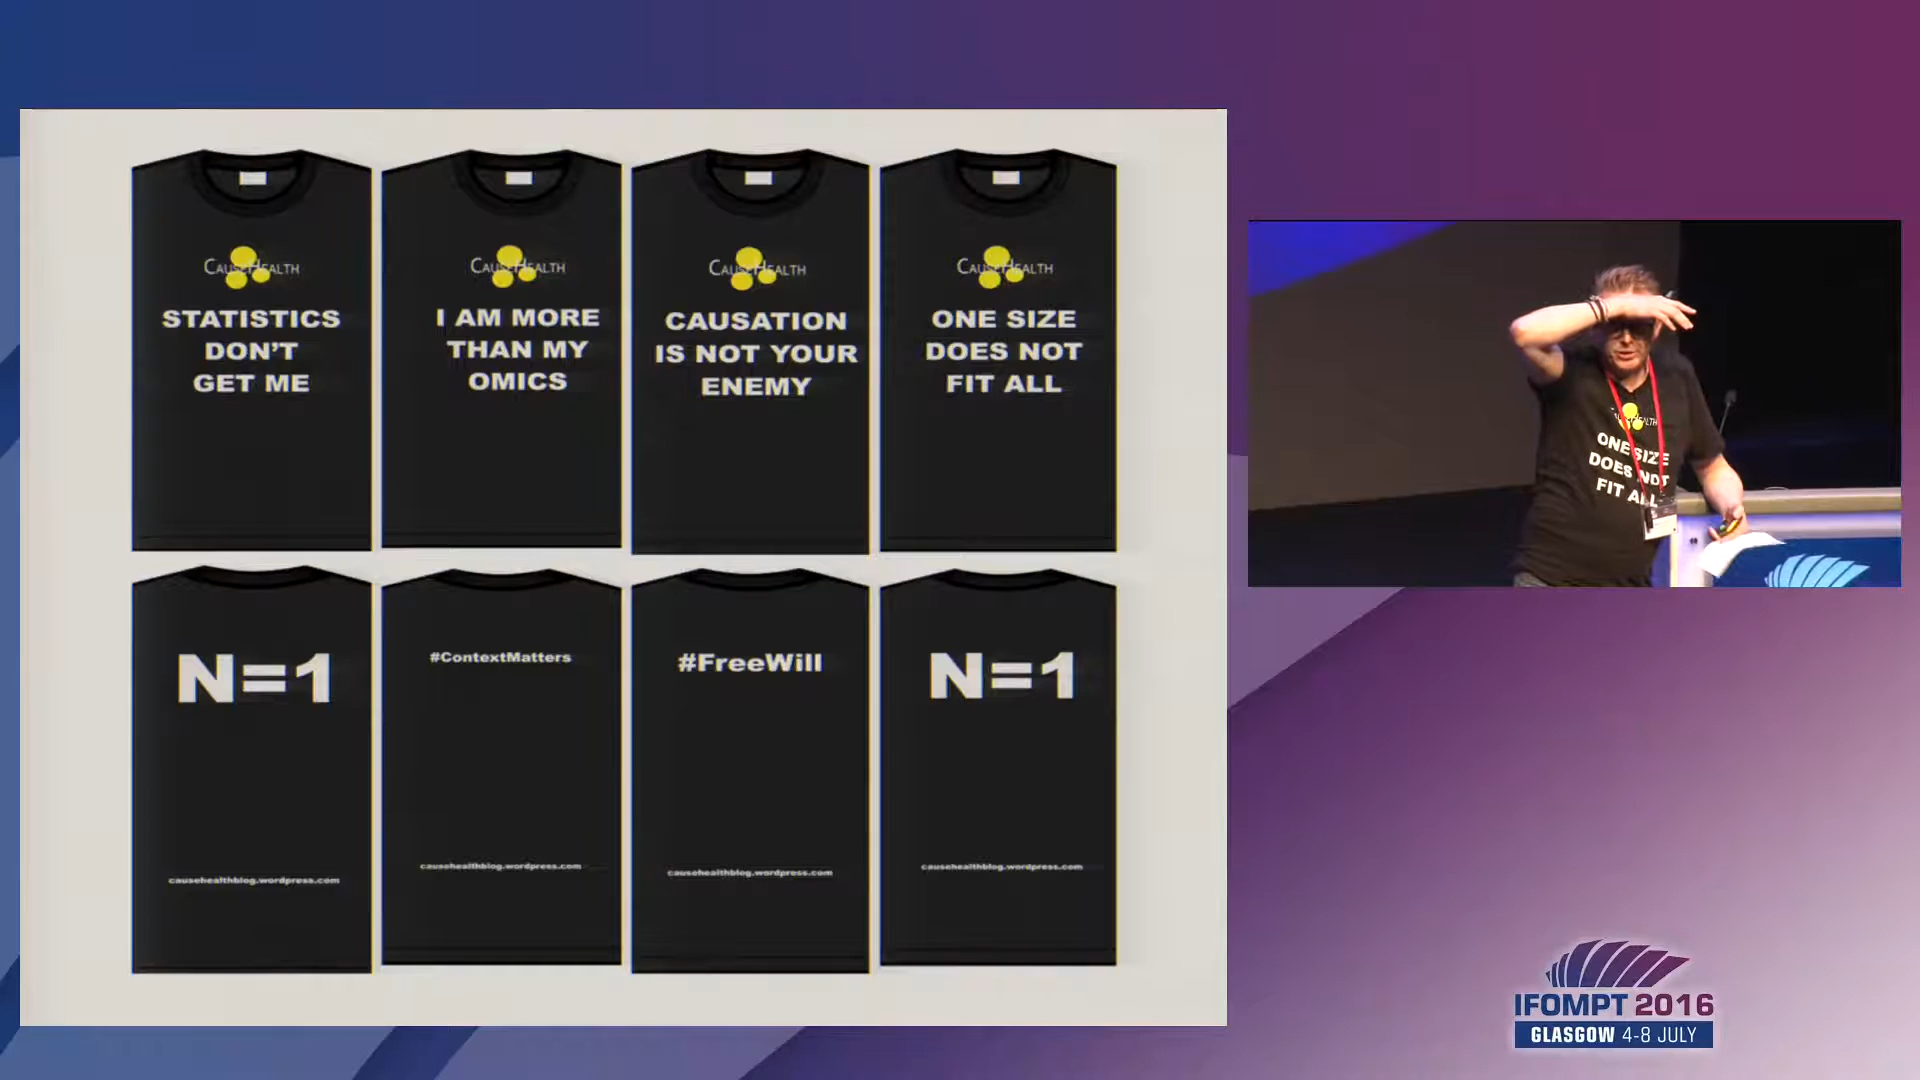 CAUSEHEALTH
STATISTICS
DON'T
GET ME
CAUSEHEALTH
I AM MORE
THAN MY
OMICS
CAUSEHEALTH
CAUSATION
IS NOT YOUR
ENEMY
CAUSEHEALTH
ONE SIZE
DOES NOT
FIT ALL
N=1
causehealthblog.wordpress.com
#ContextMatters
causehealthblog.wordpress.com
#FreeWill
causehealthblog.wordpress.com
N=1
causehealthblog.wordpress.com
CAUSEHEALTH
ONE SIZE
DOES NOT
FIT ALL
IFOMPT 2016
GLASGOW 4-8 JULY